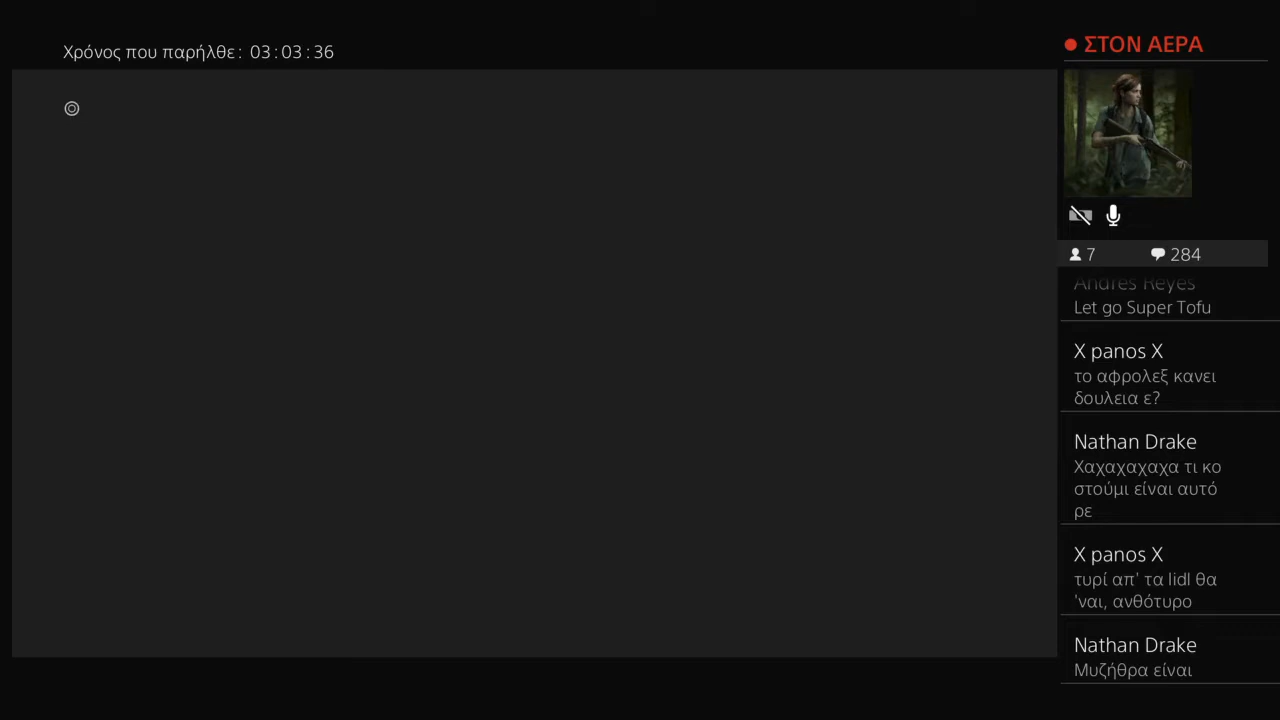 Χρόνος που παρήλθε: 03:03:36
ΣΤΟΝ ΑΕΡΑ
7 284
Andres Reyes
Let go Super Tofu
X panos X
το αφρολεξ κανει
δουλεια ε?
Nathan Drake
Χαχαχαχαχα τι κο
στούμι είναι αυτό
ρε
X panos X
τυρί απ' τα lidl θα
'ναι, ανθότυρο
Nathan Drake
Μυζήθρα είναι